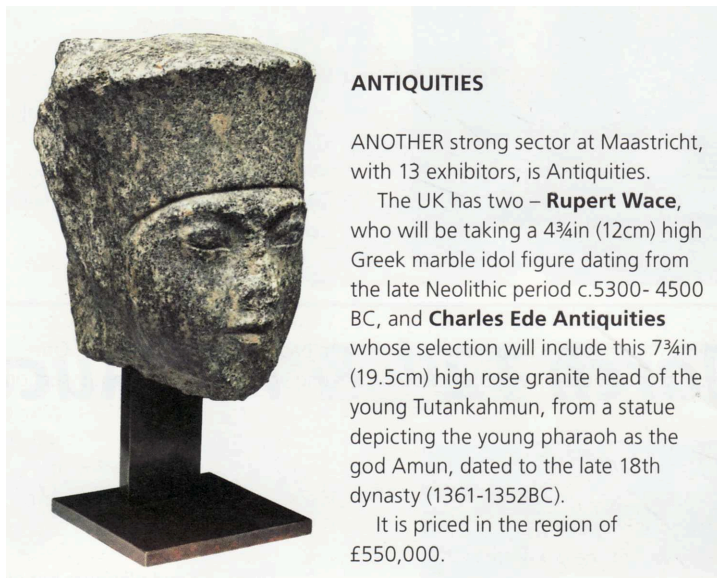 ANTIQUITIES
ANOTHER strong sector at Maastricht,
with 13 exhibitors, is Antiquities.
The UK has two – Rupert Wace,
who will be taking a 4¾in (12cm) high
Greek marble idol figure dating from
the late Neolithic period c.5300- 4500
BC, and Charles Ede Antiquities
whose selection will include this 7¾in
(19.5cm) high rose granite head of the
young Tutankahmun, from a statue
depicting the young pharaoh as the
god Amun, dated to the late 18th
dynasty (1361-1352BC).
It is priced in the region of
£550,000.